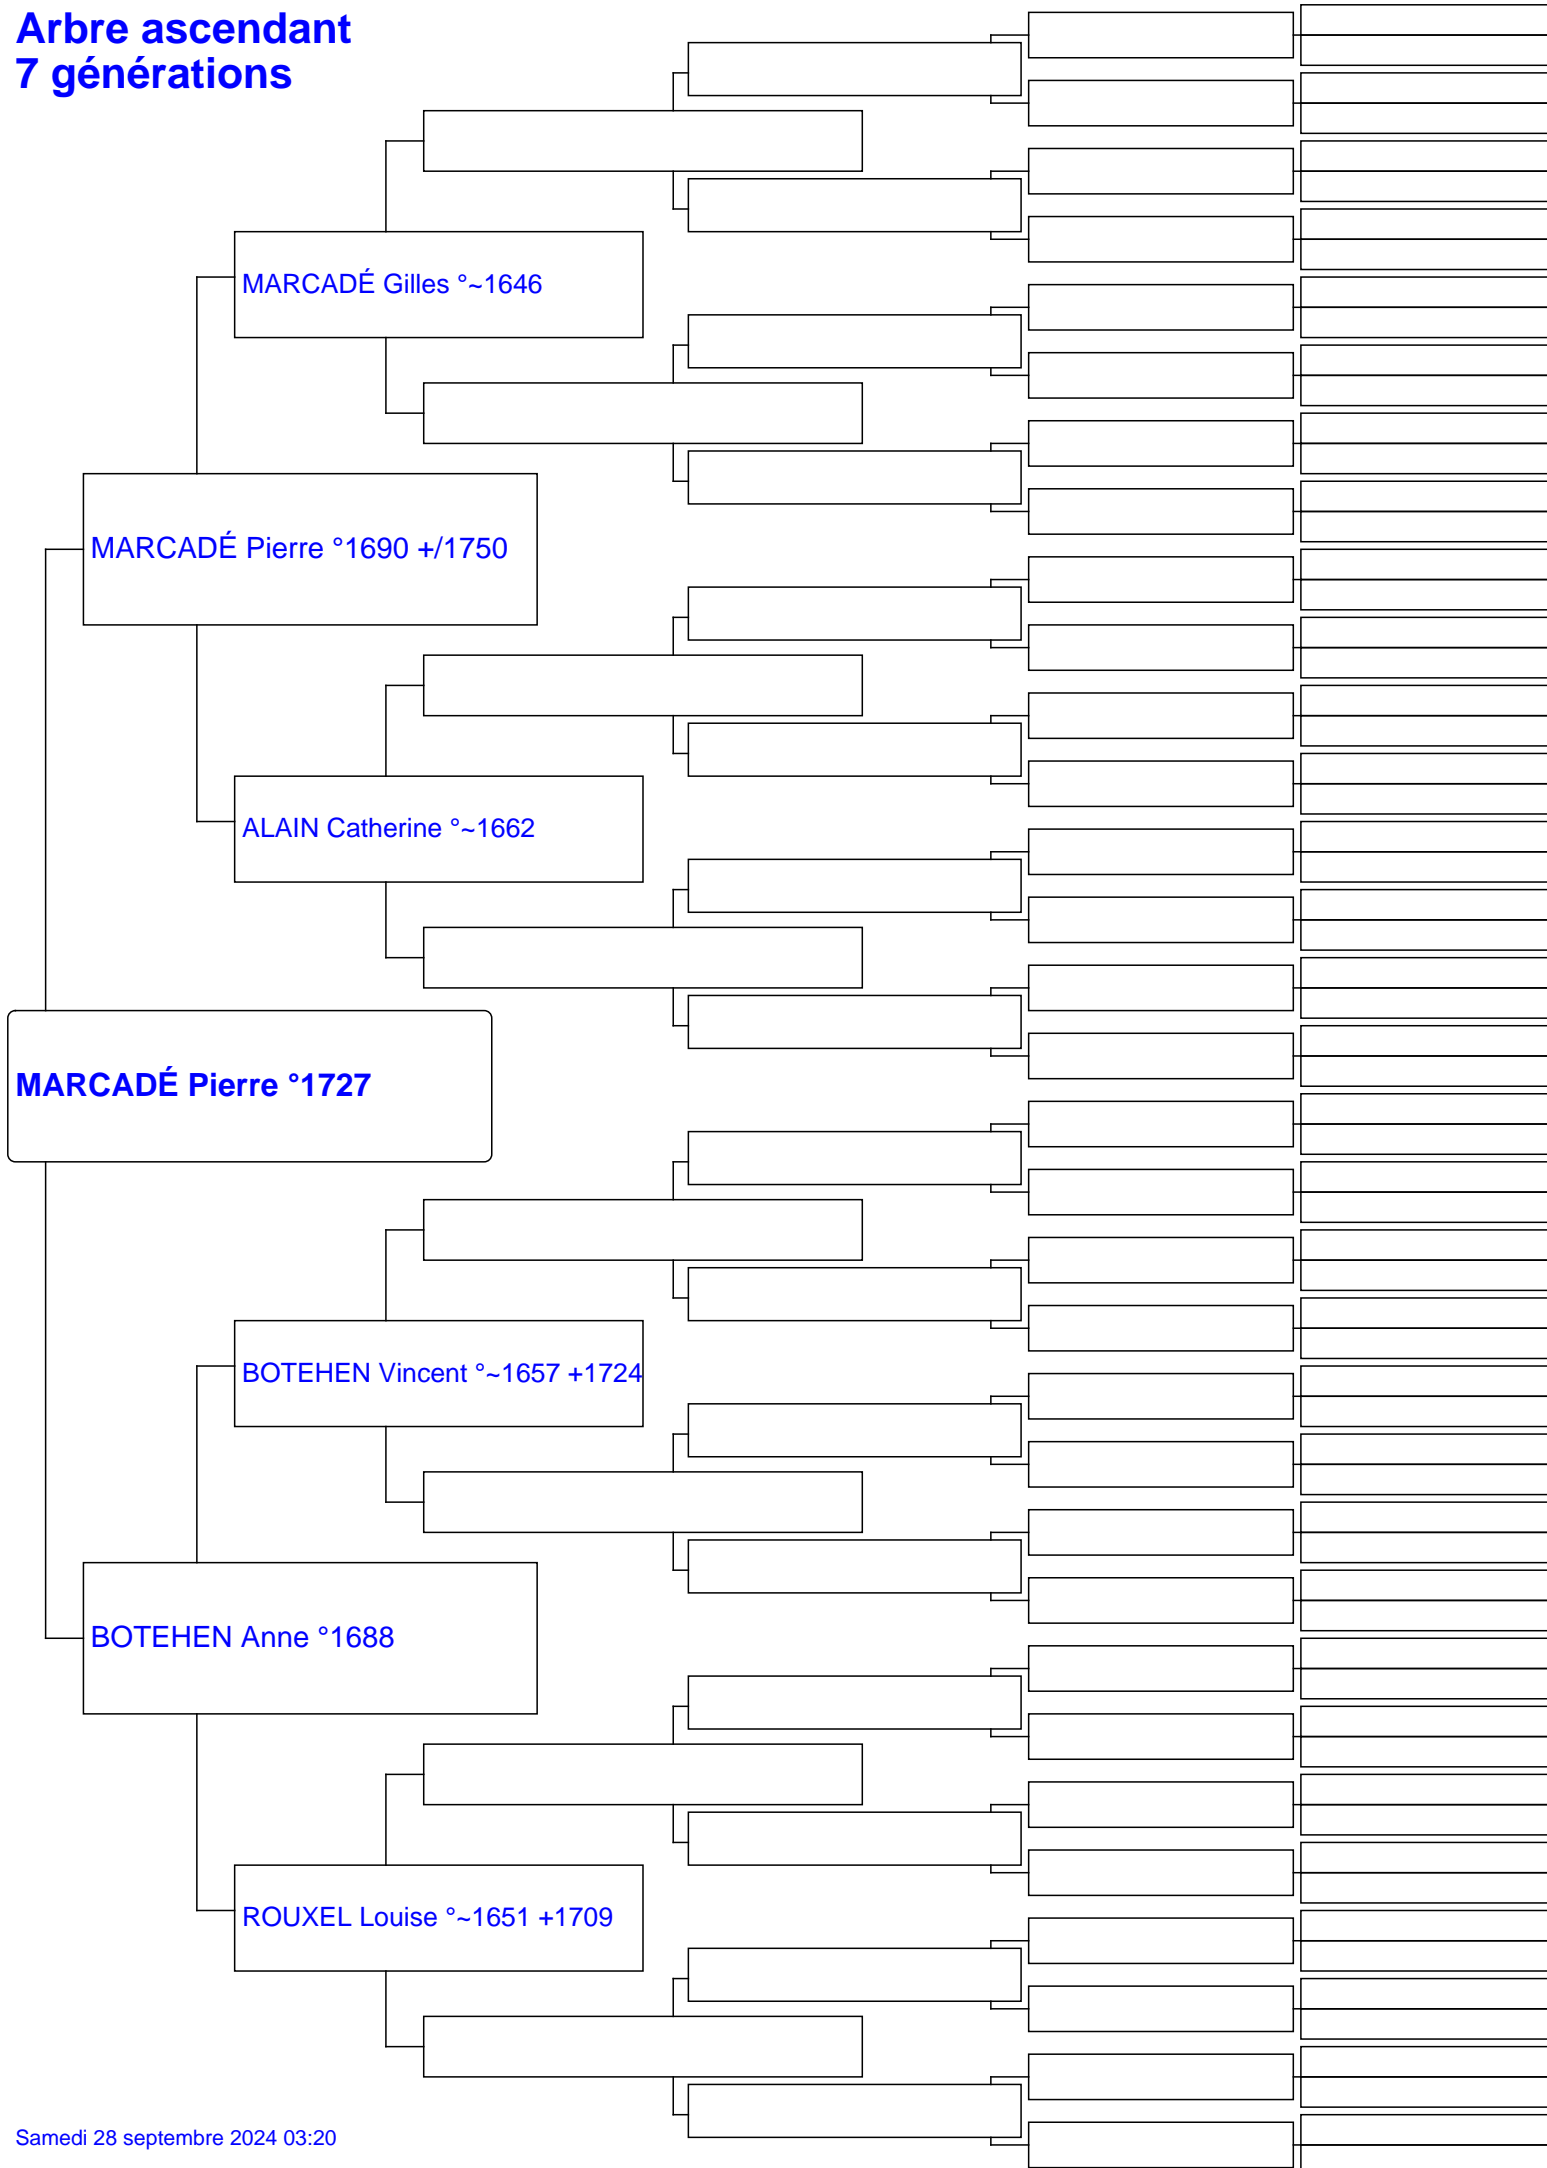 Arbre ascendant
7 générations
MARCADÉ Gilles °~1646
MARCADÉ Pierre °1690 +/1750
ALAIN Catherine °~1662
MARCADÉ Pierre °1727
BOTEHEN Vincent °~1657 +1724
BOTEHEN Anne °1688
ROUXEL Louise °~1651 +1709
Samedi 28 septembre 2024 03:20